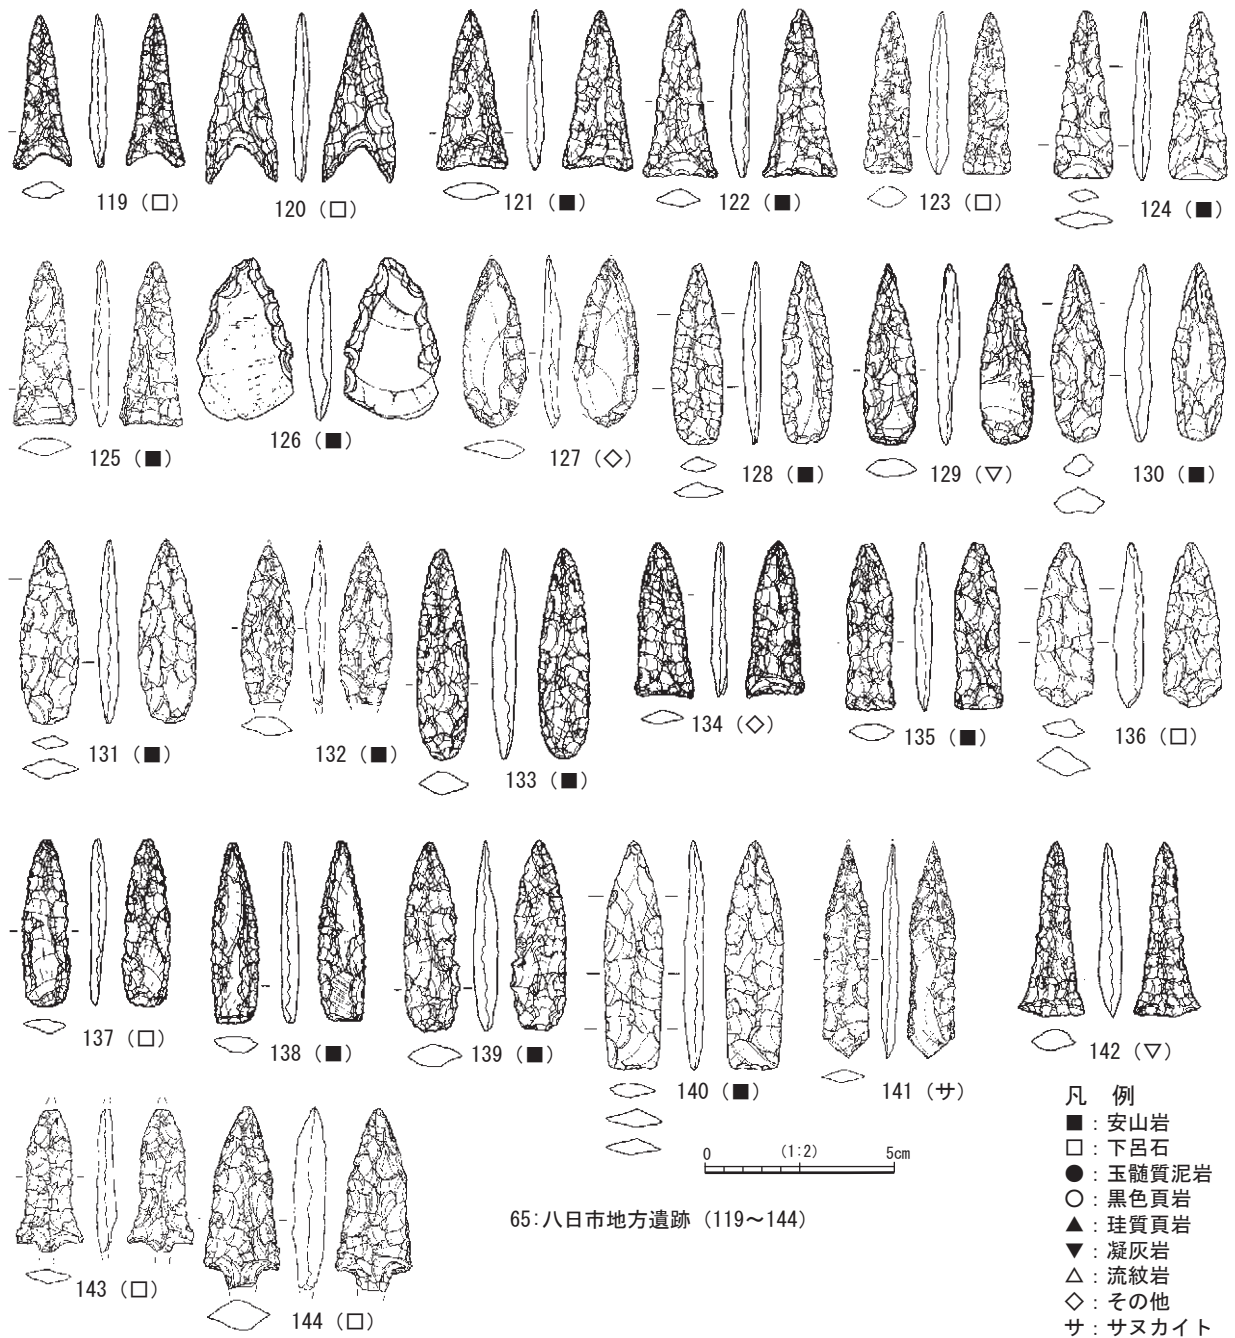 119（□）
120（□）
121（■）
122（■）
123（□）
124（■）
125（■）
126（■）
127（◇）
128（■）
129（▽）
130（■）
131（■）
132（■）
133（■）
134（◇）
135（■）
136（□）
137（□）
138（■）
139（■）
140（■）
141（サ）
142（▽）
143（□）
144（□）
0 (1:2) 5cm
65:八日市地方遺跡（119～144）
凡 例
■：安山岩
□：下呂石
●：玉髄質泥岩
○：黒色頁岩
▲：珪質頁岩
▼：凝灰岩
△：流紋岩
◇：その他
サ：サヌカイト